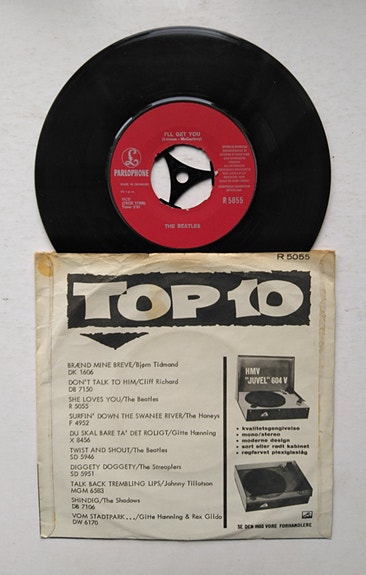 I'LL GET YOU
(Lennon - McCartney)
PARLOPHONE
MADE IN DENMARK
R 5055
THE BEATLES
R 5055
TOP 10
BRÆND MINE BREVE/Bjørn Tidmand
DK 1606
DON'T TALK TO HIM/Cliff Richard
DB 7150
SHE LOVES YOU/The Beatles
R 5055
SURFIN' DOWN THE SWANEE RIVER/The Honeys
F 4952
DU SKAL BARE TA' DET ROLIGT/Gitte Hænning
X 8456
TWIST AND SHOUT/The Beatles
SD 5946
DIGGETY DOGGETY/The Streaplers
SD 5951
TALK BACK TREMBLING LIPS/Johnny Tillotson
MGM 6583
SHINDIG/The Shadows
DB 7106
VOM STADTPARK.../Gitte Hænning & Rex Gildo
DW 6170
HMV
"JUVEL" 604 V
• kvalitetsgengivelse
• mono/stereo
• moderne design
• sort eller rødt kabinet
• røgfarvet plexiglaslåg
SE DEN HOS VORE FORHANDLERE